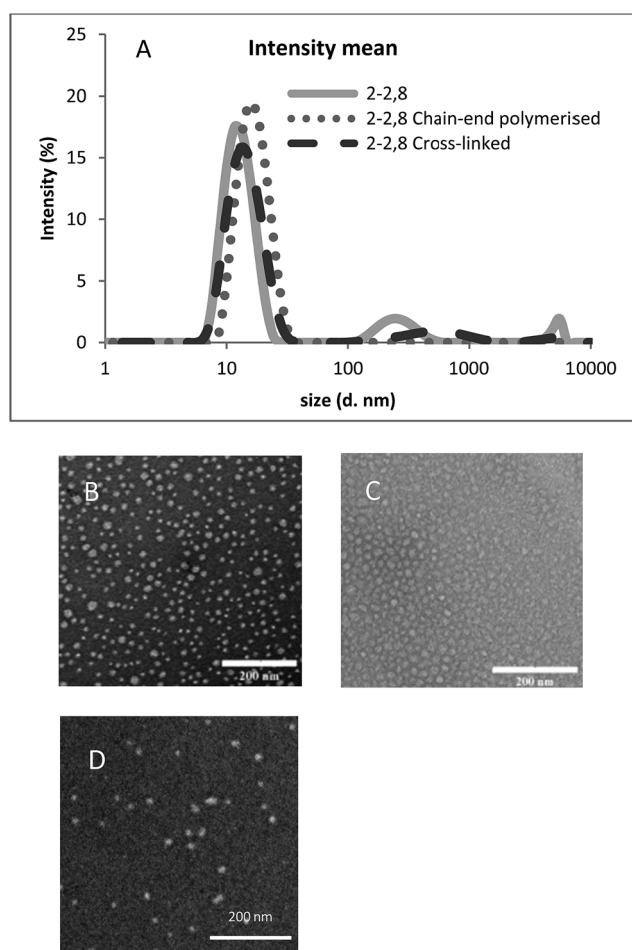 A
Intensity mean
25
20
15
10
5
0
Intensity (%)
2-2,8
2-2,8 Chain-end polymerised
2-2,8 Cross-linked
1 10 100 1000 10000
size (d. nm)
B
200 nm
C
200 nm
D
200 nm